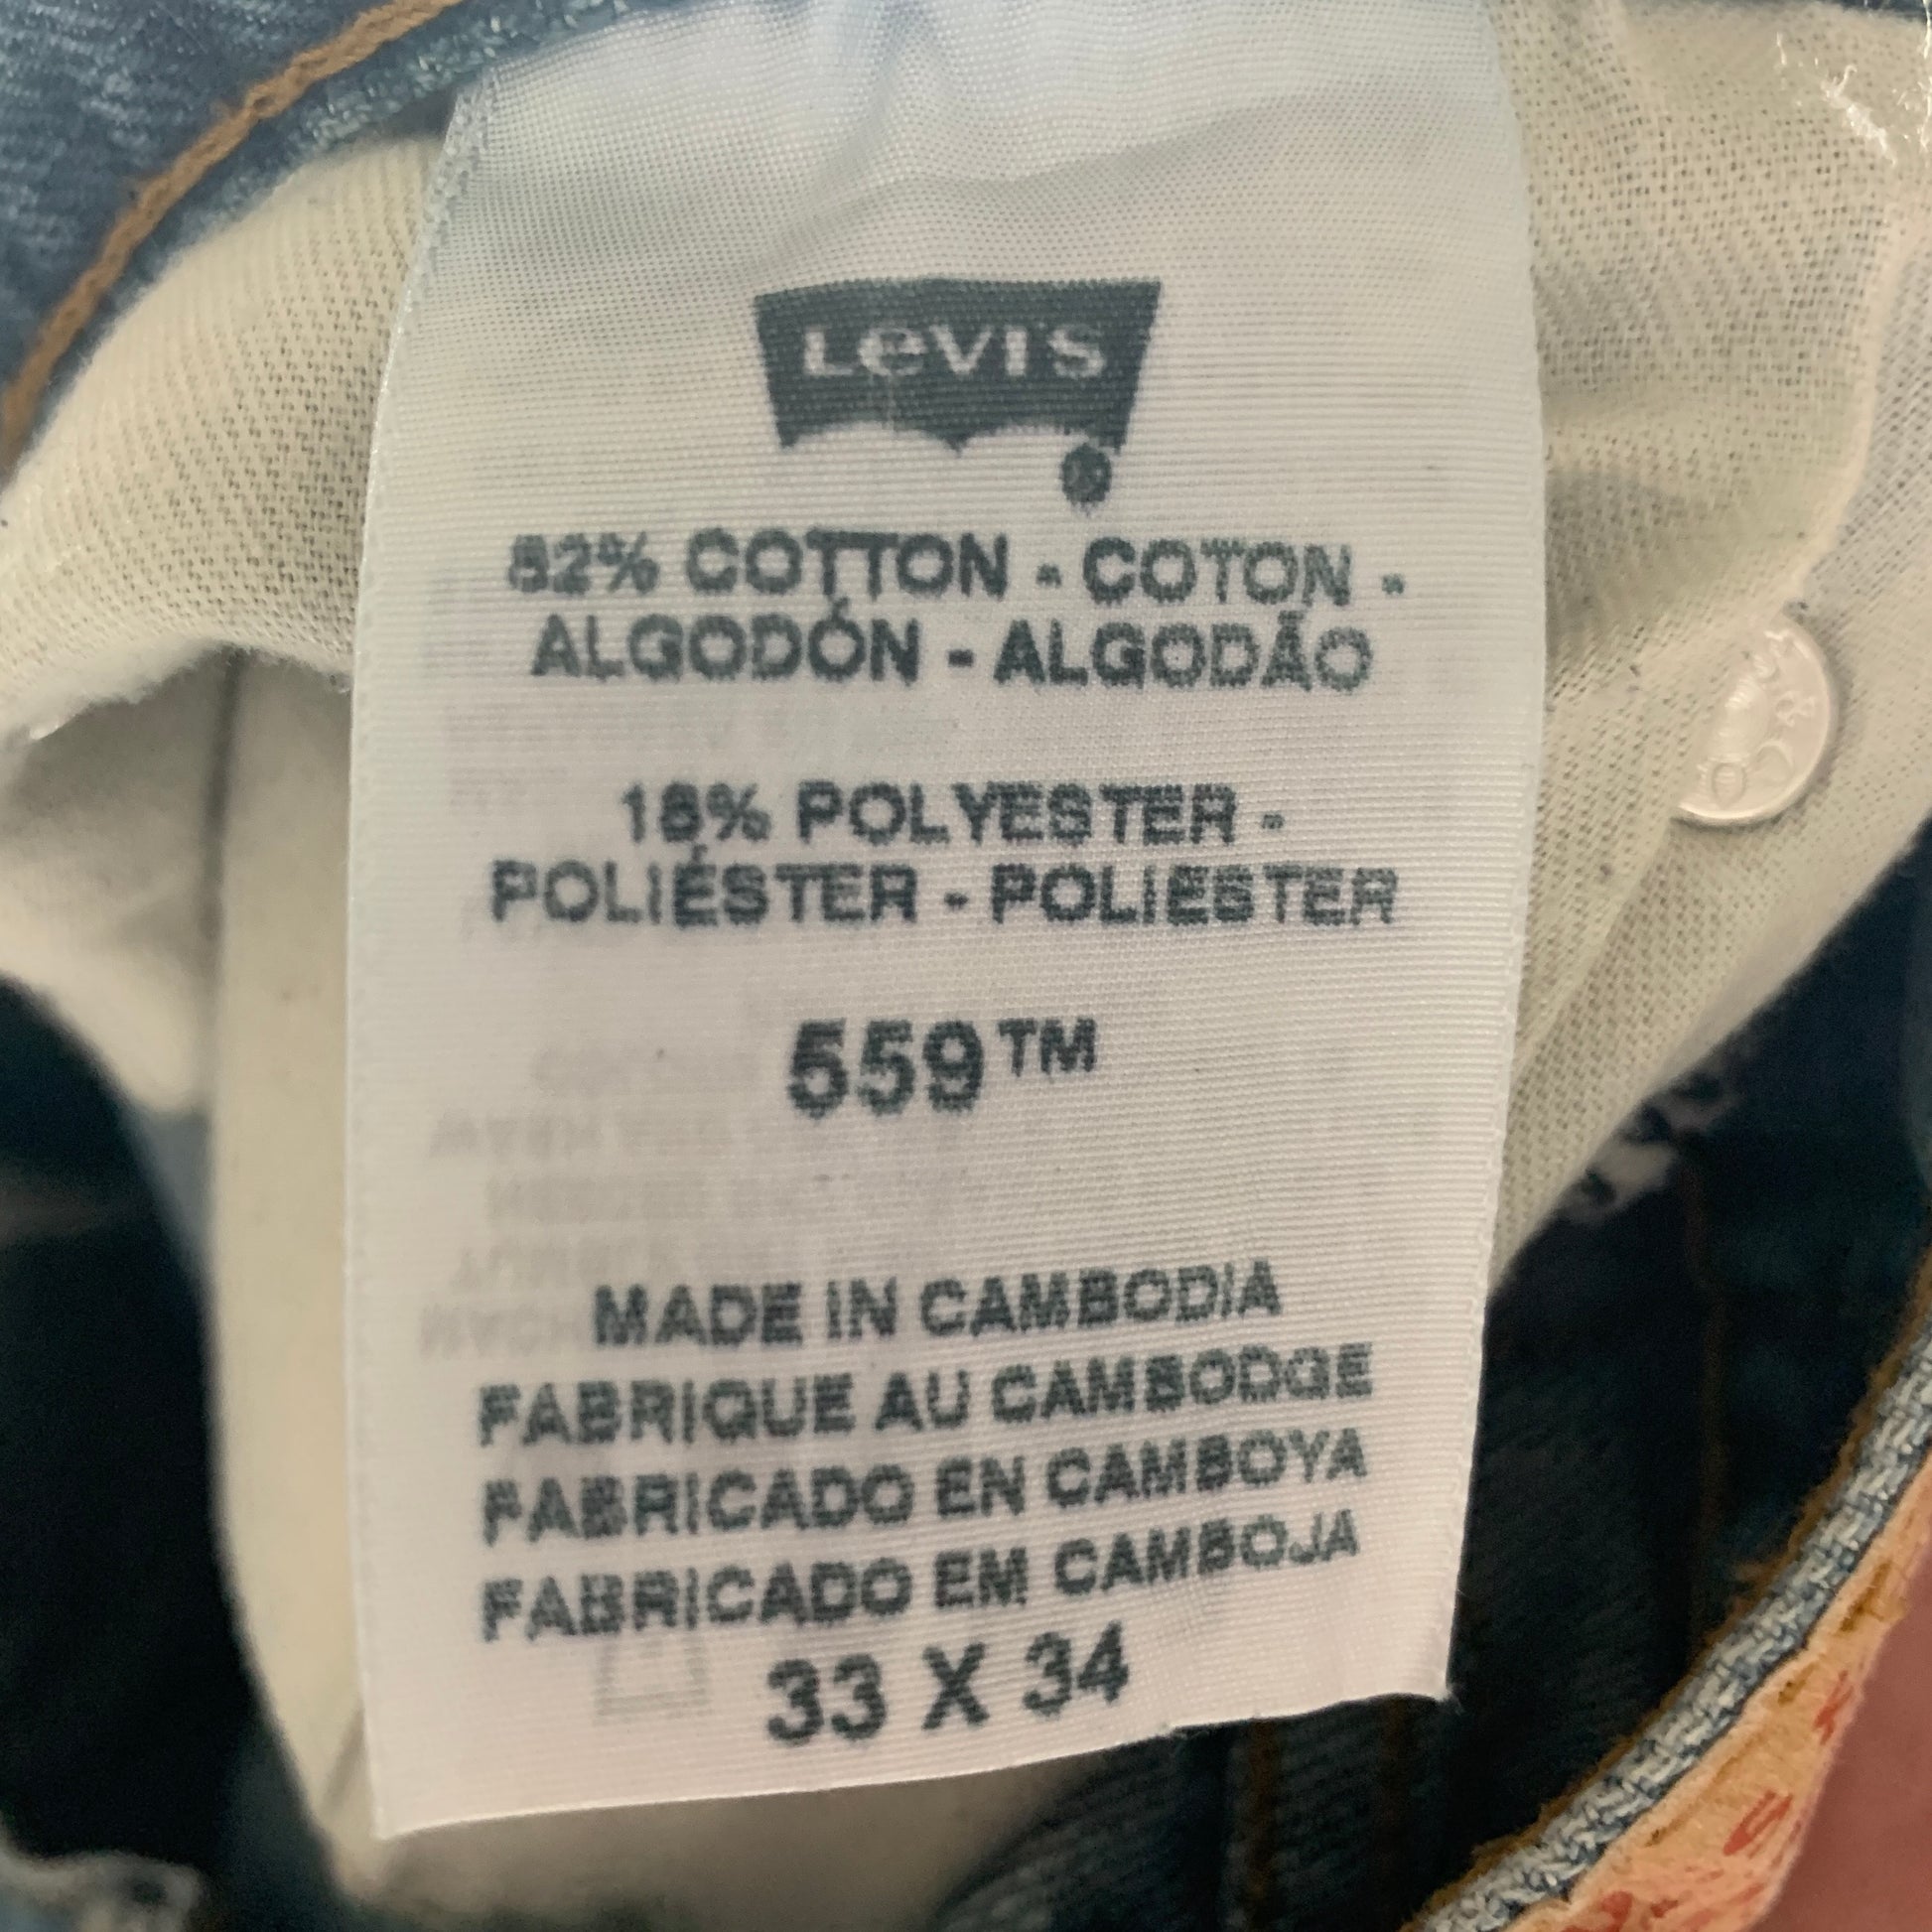 Levi's
®
82% COTTON - COTON -
ALGODÓN - ALGODÃO
18% POLYESTER -
POLIÉSTER - POLIESTER
559™
MADE IN CAMBODIA
FABRIQUE AU CAMBODGE
FABRICADO EN CAMBOYA
FABRICADO EM CAMBOJA
33 X 34